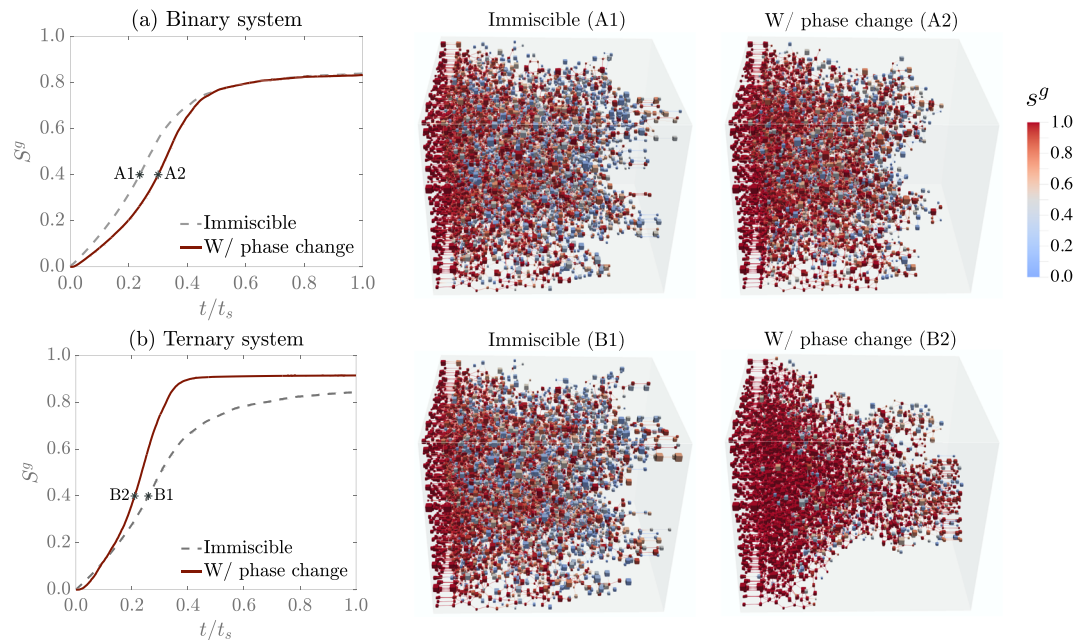 (a) Binary system
Immiscible (A1)
W/ phase change (A2)
1.0
0.8
0.6
0.4
0.2
0.0
S^g
A1
A2
Immiscible
W/ phase change
0.0 0.2 0.4 0.6 0.8 1.0
t/t_s
s^g
1.0
0.8
0.6
0.4
0.2
0.0
(b) Ternary system
Immiscible (B1)
W/ phase change (B2)
1.0
0.8
0.6
0.4
0.2
0.0
S^g
B2
B1
Immiscible
W/ phase change
0.0 0.2 0.4 0.6 0.8 1.0
t/t_s